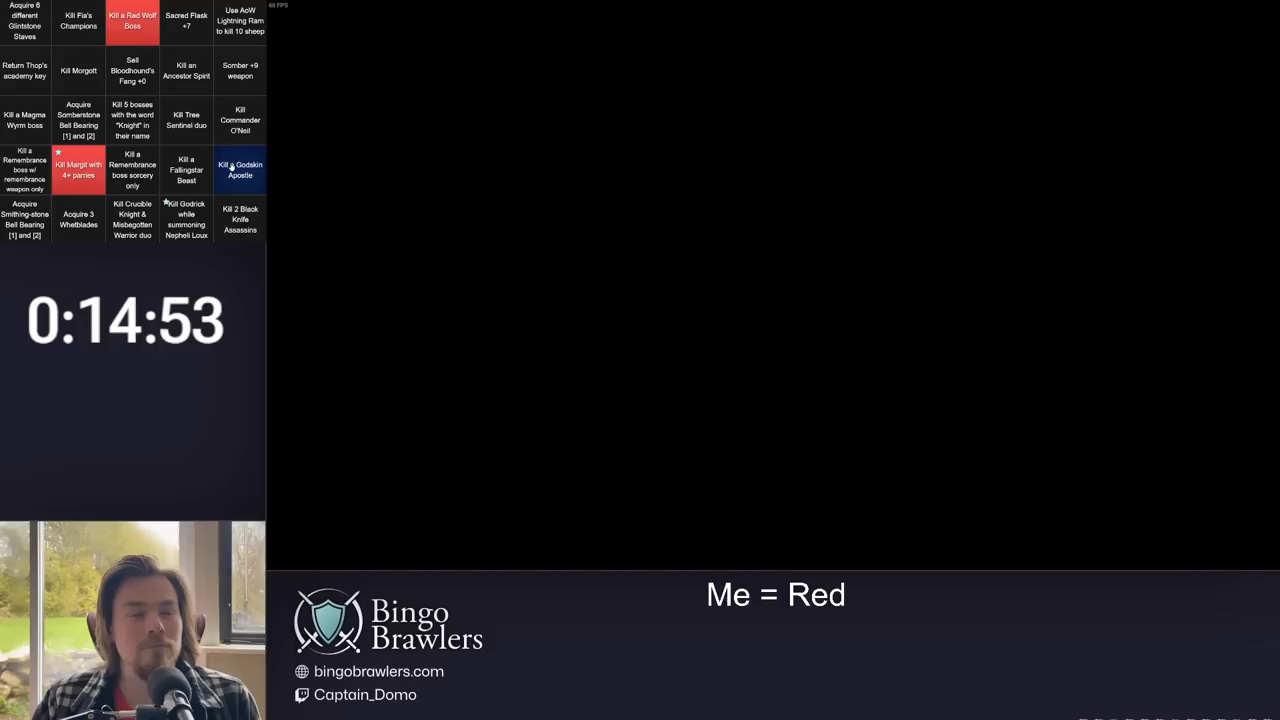 60 FPS
Acquire 6
different
Glintstone
Staves
Kill Fia's
Champions
Kill a Red Wolf
Boss
Sacred Flask
+7
Use AoW
Lightning Ram
to kill 10 sheep
Return Thop's
academy key
Kill Morgott
Sell
Bloodhound's
Fang +0
Kill an
Ancestor Spirit
Somber +9
weapon
Kill a Magma
Wyrm boss
Acquire
Somberstone
Bell Bearing
[1] and [2]
Kill 5 bosses
with the word
"Knight" in
their name
Kill Tree
Sentinel duo
Kill
Commander
O'Neil
Kill a
Remembrance
boss w/
remembrance
weapon only
Kill Margit with
4+ parries
Kill a
Remembrance
boss sorcery
only
Kill a
Fallingstar
Beast
Kill a Godskin
Apostle
Acquire
Smithing-stone
Bell Bearing
[1] and [2]
Acquire 3
Whetblades
Kill Crucible
Knight &
Misbegotten
Warrior duo
Kill Godrick
while
summoning
Nepheli Loux
Kill 2 Black
Knife
Assassins
0:14:53
Me = Red
Bingo
Brawlers
bingobrawlers.com
Captain_Domo